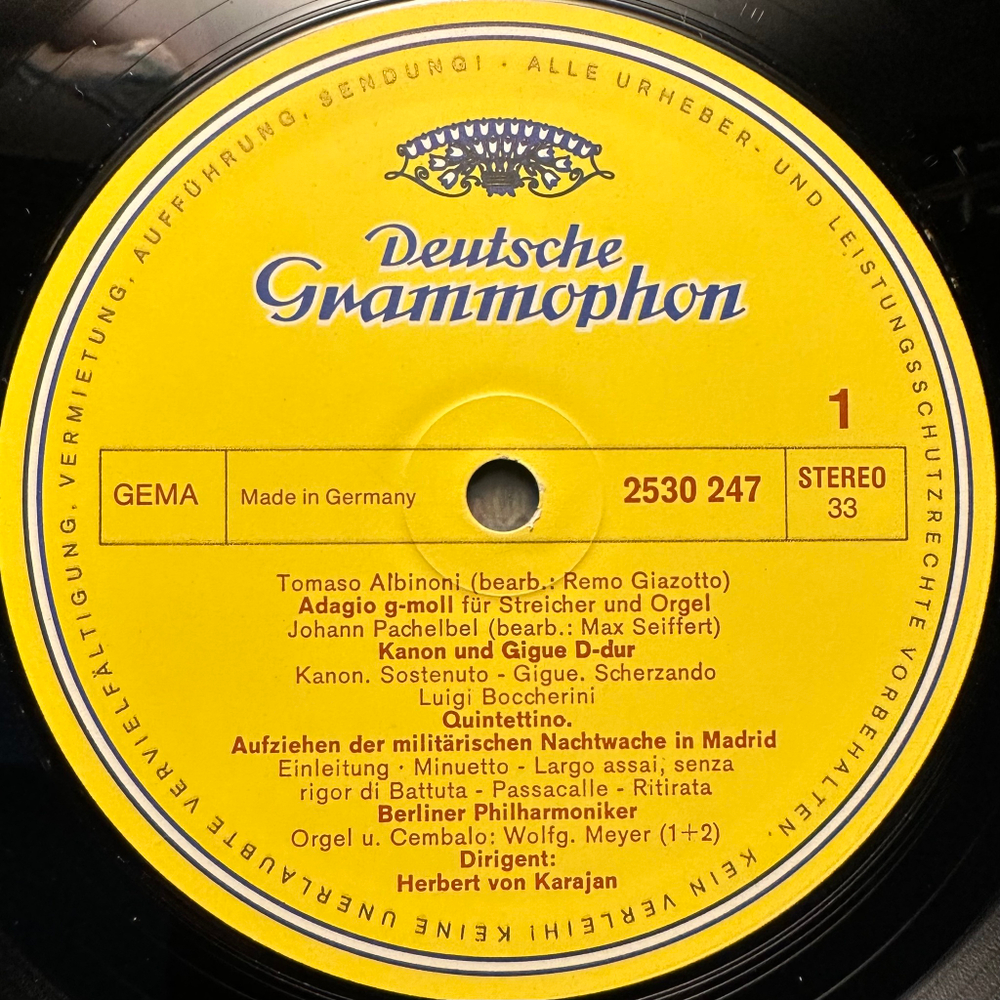 ALLE URHEBER- UND LEISTUNGSSCHUTZRECHTE VORBEHALTEN. KEIN VERLEIH! KEINE UNERLAUBTE VERVIELFÄLTIGUNG, VERMIETUNG, AUFFÜHRUNG, SENDUNG! ·
Deutsche
Grammophon
1
GEMA
Made in Germany
2530 247
STEREO
33
Tomaso Albinoni (bearb.: Remo Giazotto)
Adagio g-moll für Streicher und Orgel
Johann Pachelbel (bearb.: Max Seiffert)
Kanon und Gigue D-dur
Kanon. Sostenuto - Gigue. Scherzando
Luigi Boccherini
Quintettino.
Aufziehen der militärischen Nachtwache in Madrid
Einleitung · Minuetto - Largo assai, senza
rigor di Battuta - Passacalle - Ritirata
Berliner Philharmoniker
Orgel u. Cembalo: Wolfg. Meyer (1+2)
Dirigent:
Herbert von Karajan